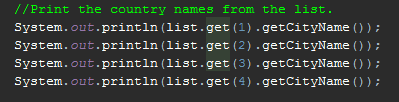 //Print the country names from the list.
System.out.println(list.get(1).getCityName());
System.out.println(list.get(2).getCityName());
System.out.println(list.get(3).getCityName());
System.out.println(list.get(4).getCityName());